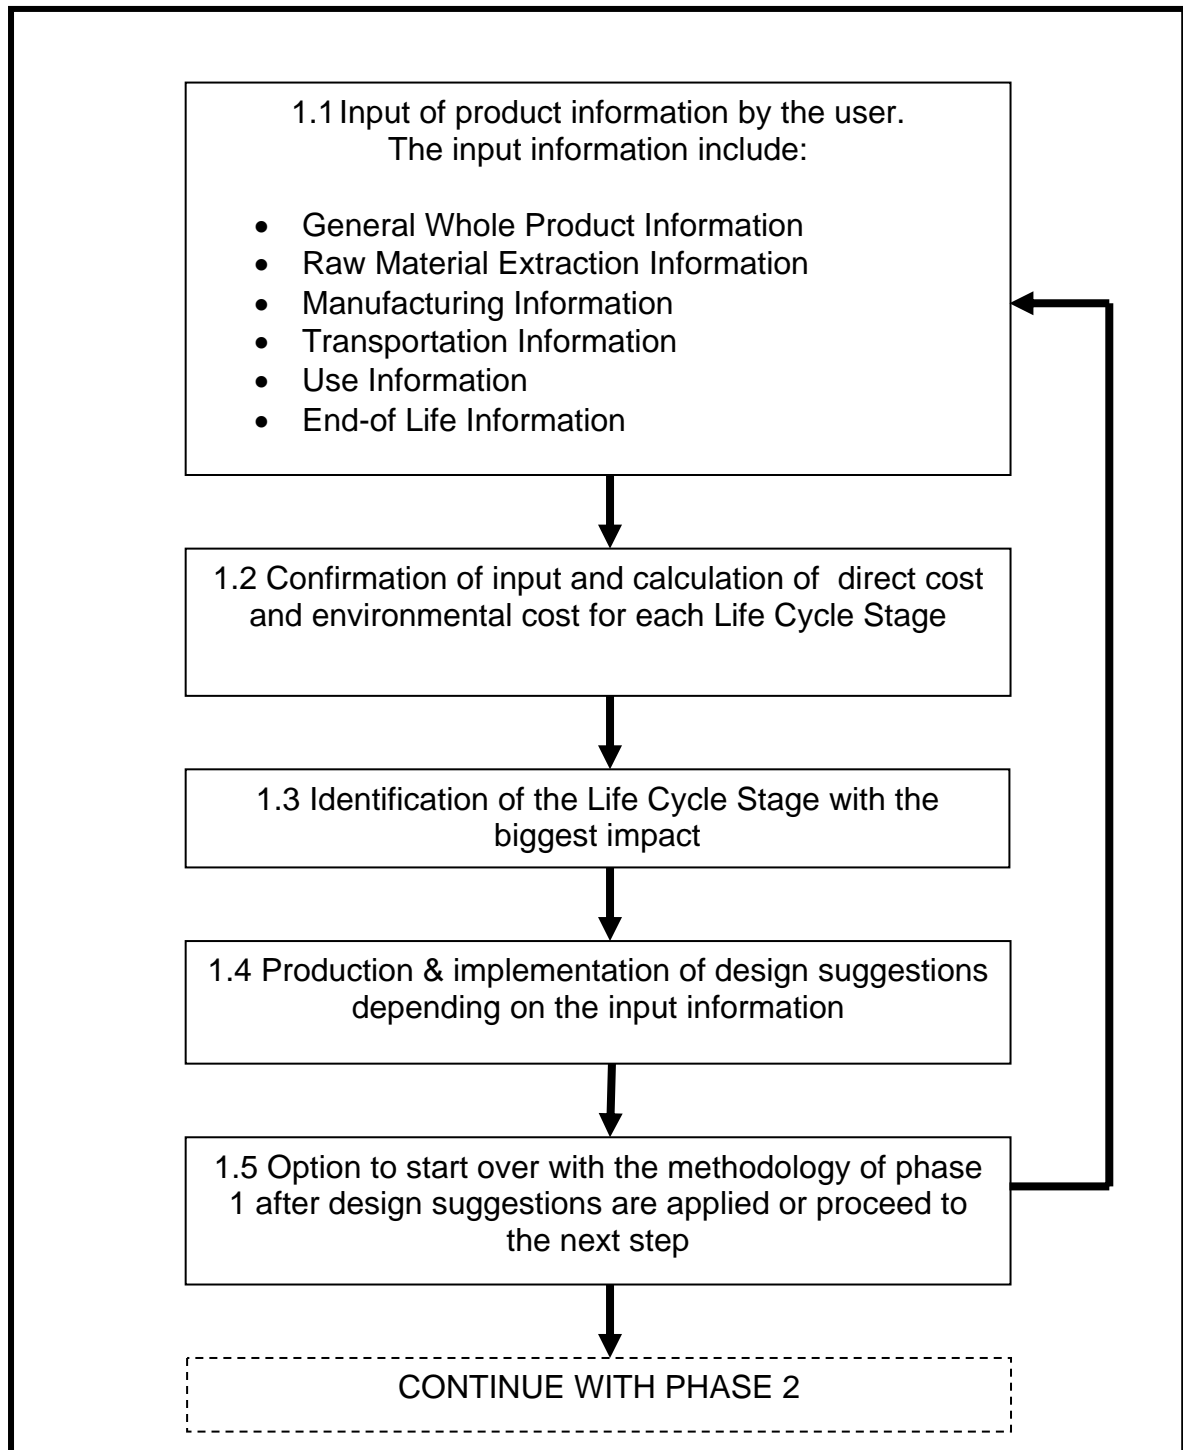 1.1 Input of product information by the user.
The input information include:
• General Whole Product Information
• Raw Material Extraction Information
• Manufacturing Information
• Transportation Information
• Use Information
• End-of Life Information
1.2 Confirmation of input and calculation of  direct cost
and environmental cost for each Life Cycle Stage
1.3 Identification of the Life Cycle Stage with the
biggest impact
1.4 Production & implementation of design suggestions
depending on the input information
1.5 Option to start over with the methodology of phase
1 after design suggestions are applied or proceed to
the next step
CONTINUE WITH PHASE 2